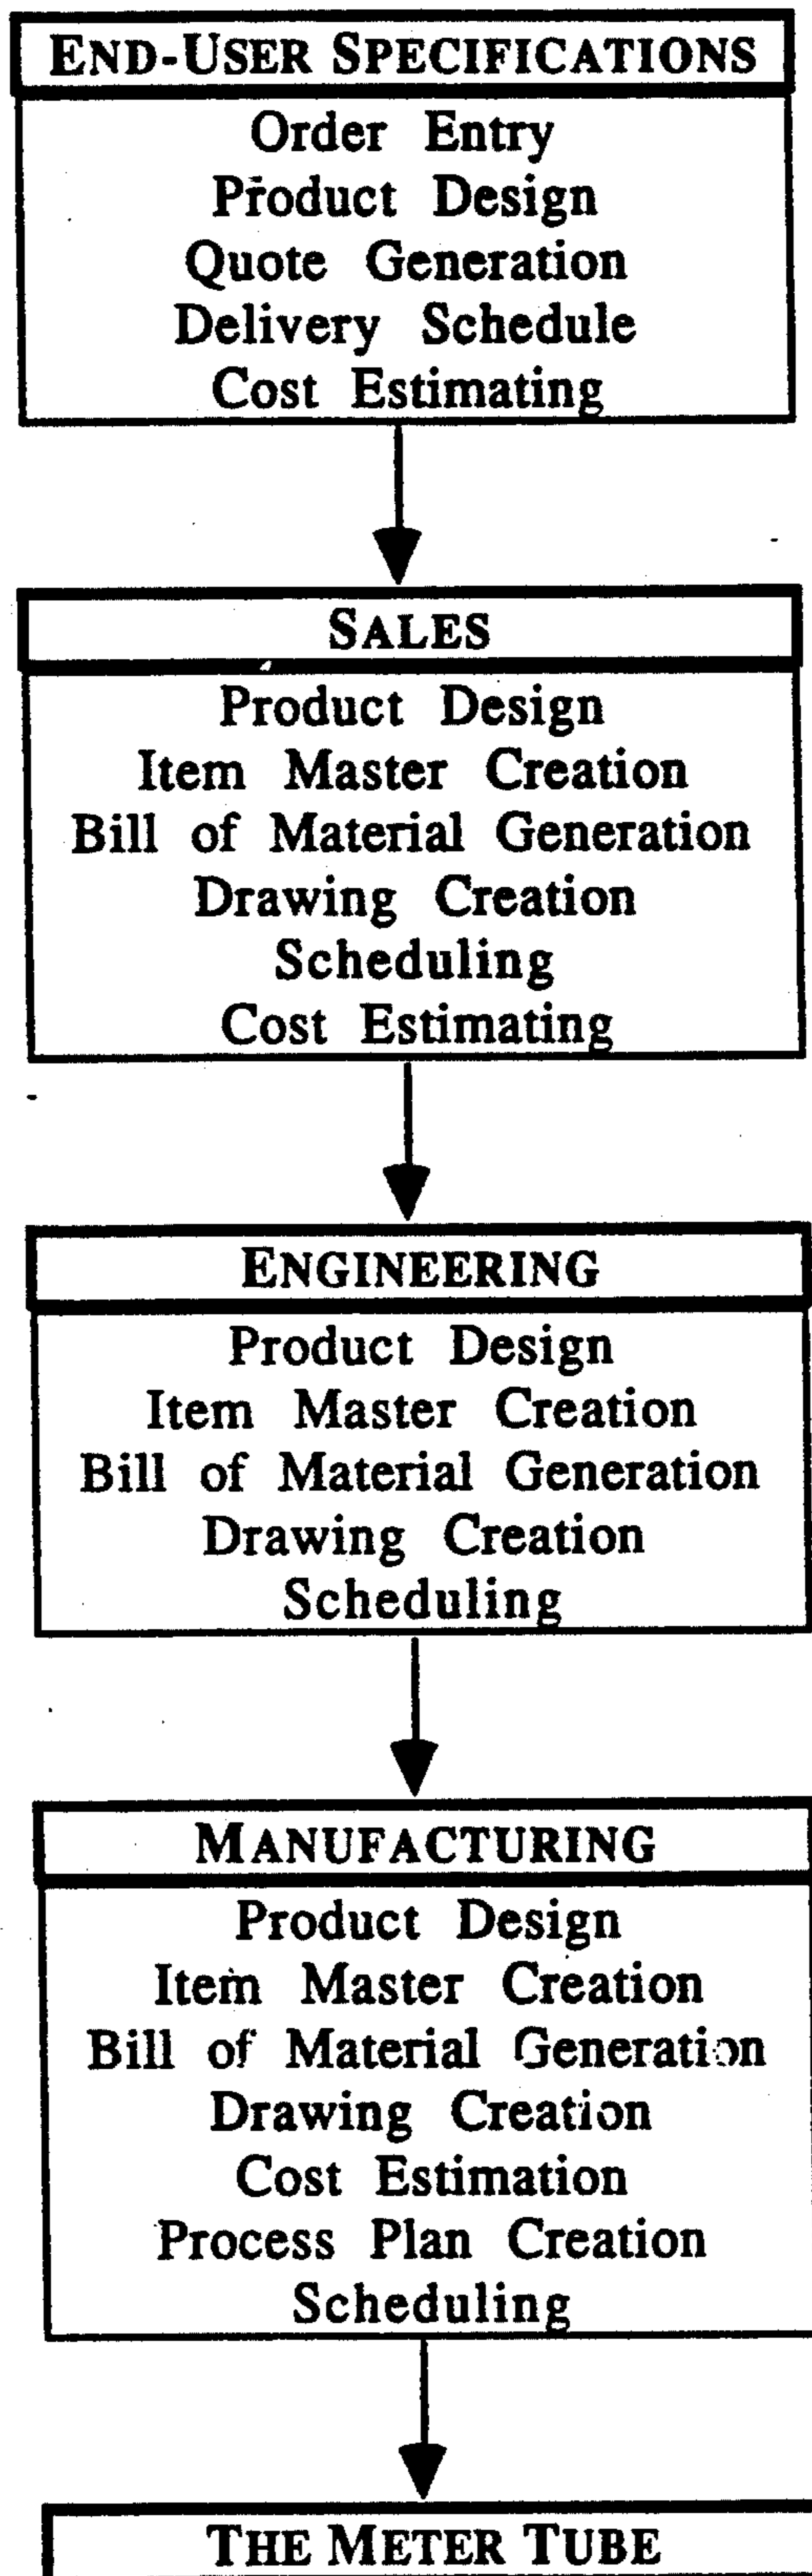 END-USER SPECIFICATIONS
Order Entry
Product Design
Quote Generation
Delivery Schedule
Cost Estimating
SALES
Product Design
Item Master Creation
Bill of Material Generation
Drawing Creation
Scheduling
Cost Estimating
ENGINEERING
Product Design
Item Master Creation
Bill of Material Generation
Drawing Creation
Scheduling
MANUFACTURING
Product Design
Item Master Creation
Bill of Material Generation
Drawing Creation
Cost Estimation
Process Plan Creation
Scheduling
THE METER TUBE